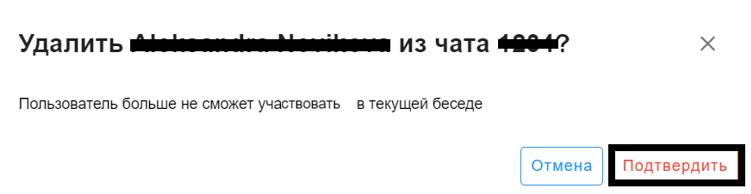 Удалить из чата ?
Пользователь больше не сможет участвовать в текущей беседе
Отмена Подтвердить